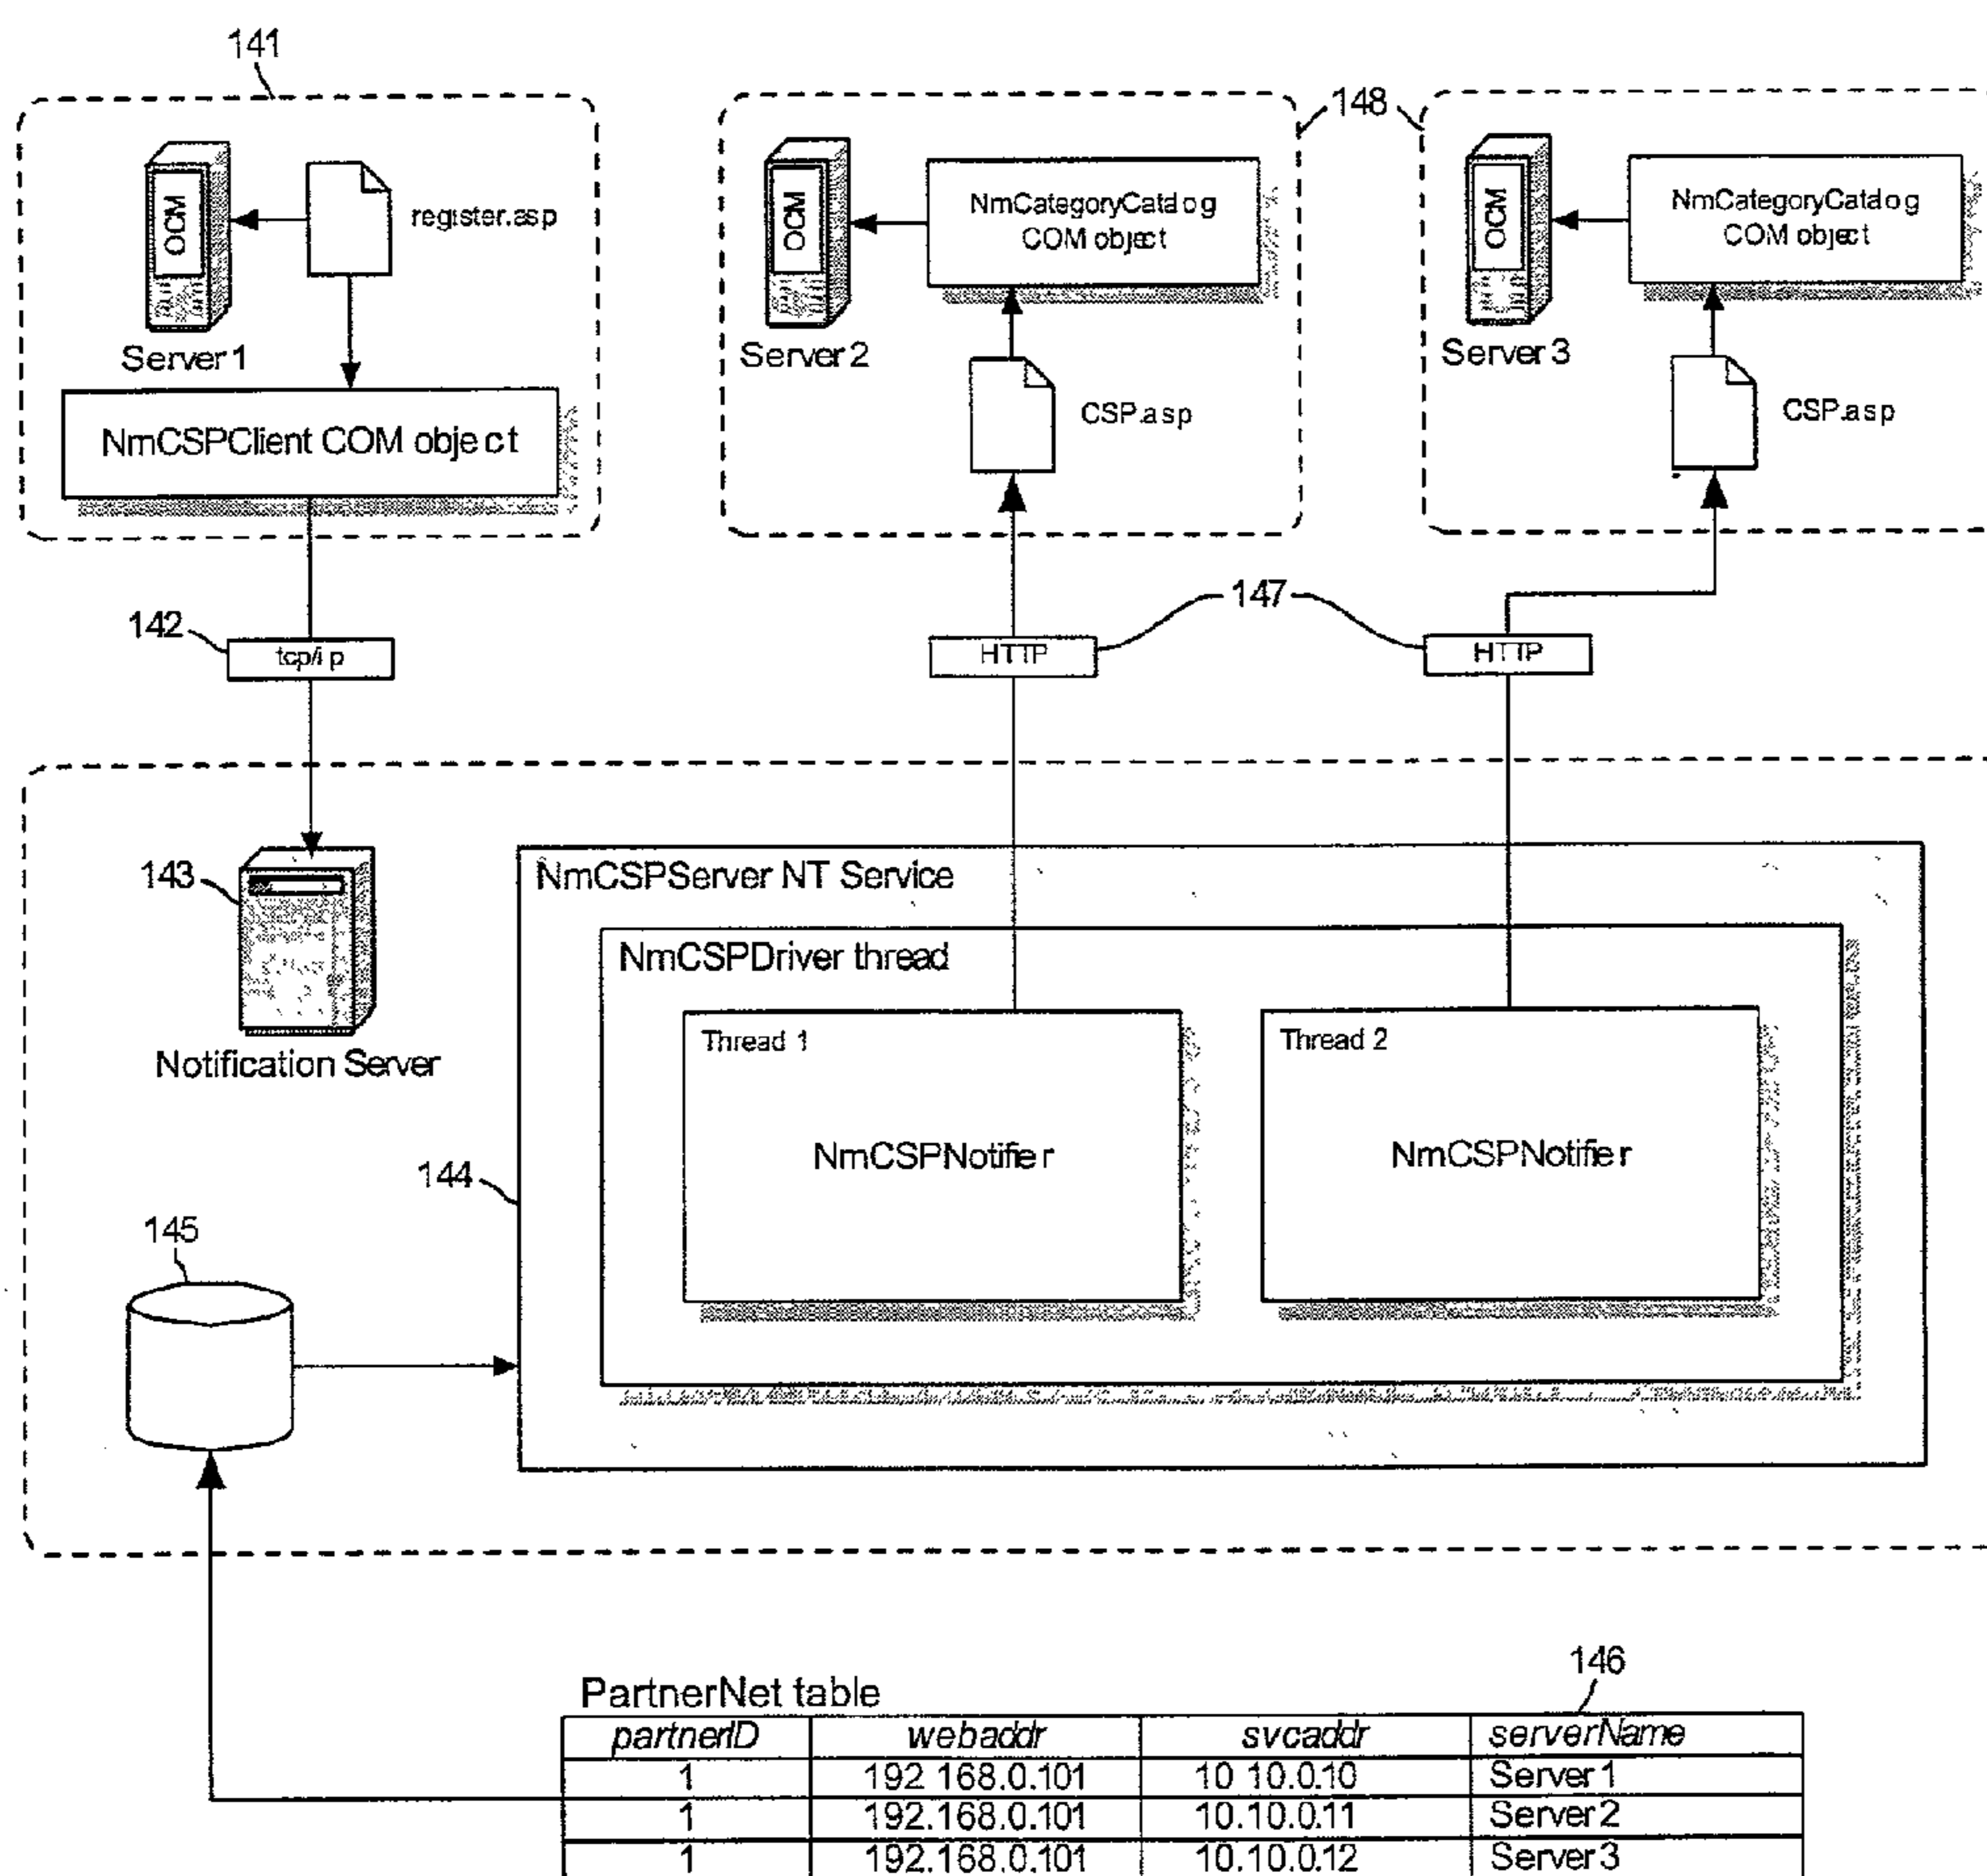 141
148
OCM
register.asp
Server 1
NmCSPClient COM object
OCM
NmCategoryCatalog
COM object
Server 2
CSP.asp
OCM
NmCategoryCatalog
COM object
Server 3
CSP.asp
142
tcp/ip
147
HTTP
HTTP
143
Notification Server
NmCSPServer NT Service
NmCSPDriver thread
Thread 1
NmCSPNotifier
Thread 2
NmCSPNotifier
144
145
146
PartnerNet table
partnerID webaddr svcaddr serverName
1 192.168.0.101 10.10.0.10 Server 1
1 192.168.0.101 10.10.0.11 Server 2
1 192.168.0.101 10.10.0.12 Server 3